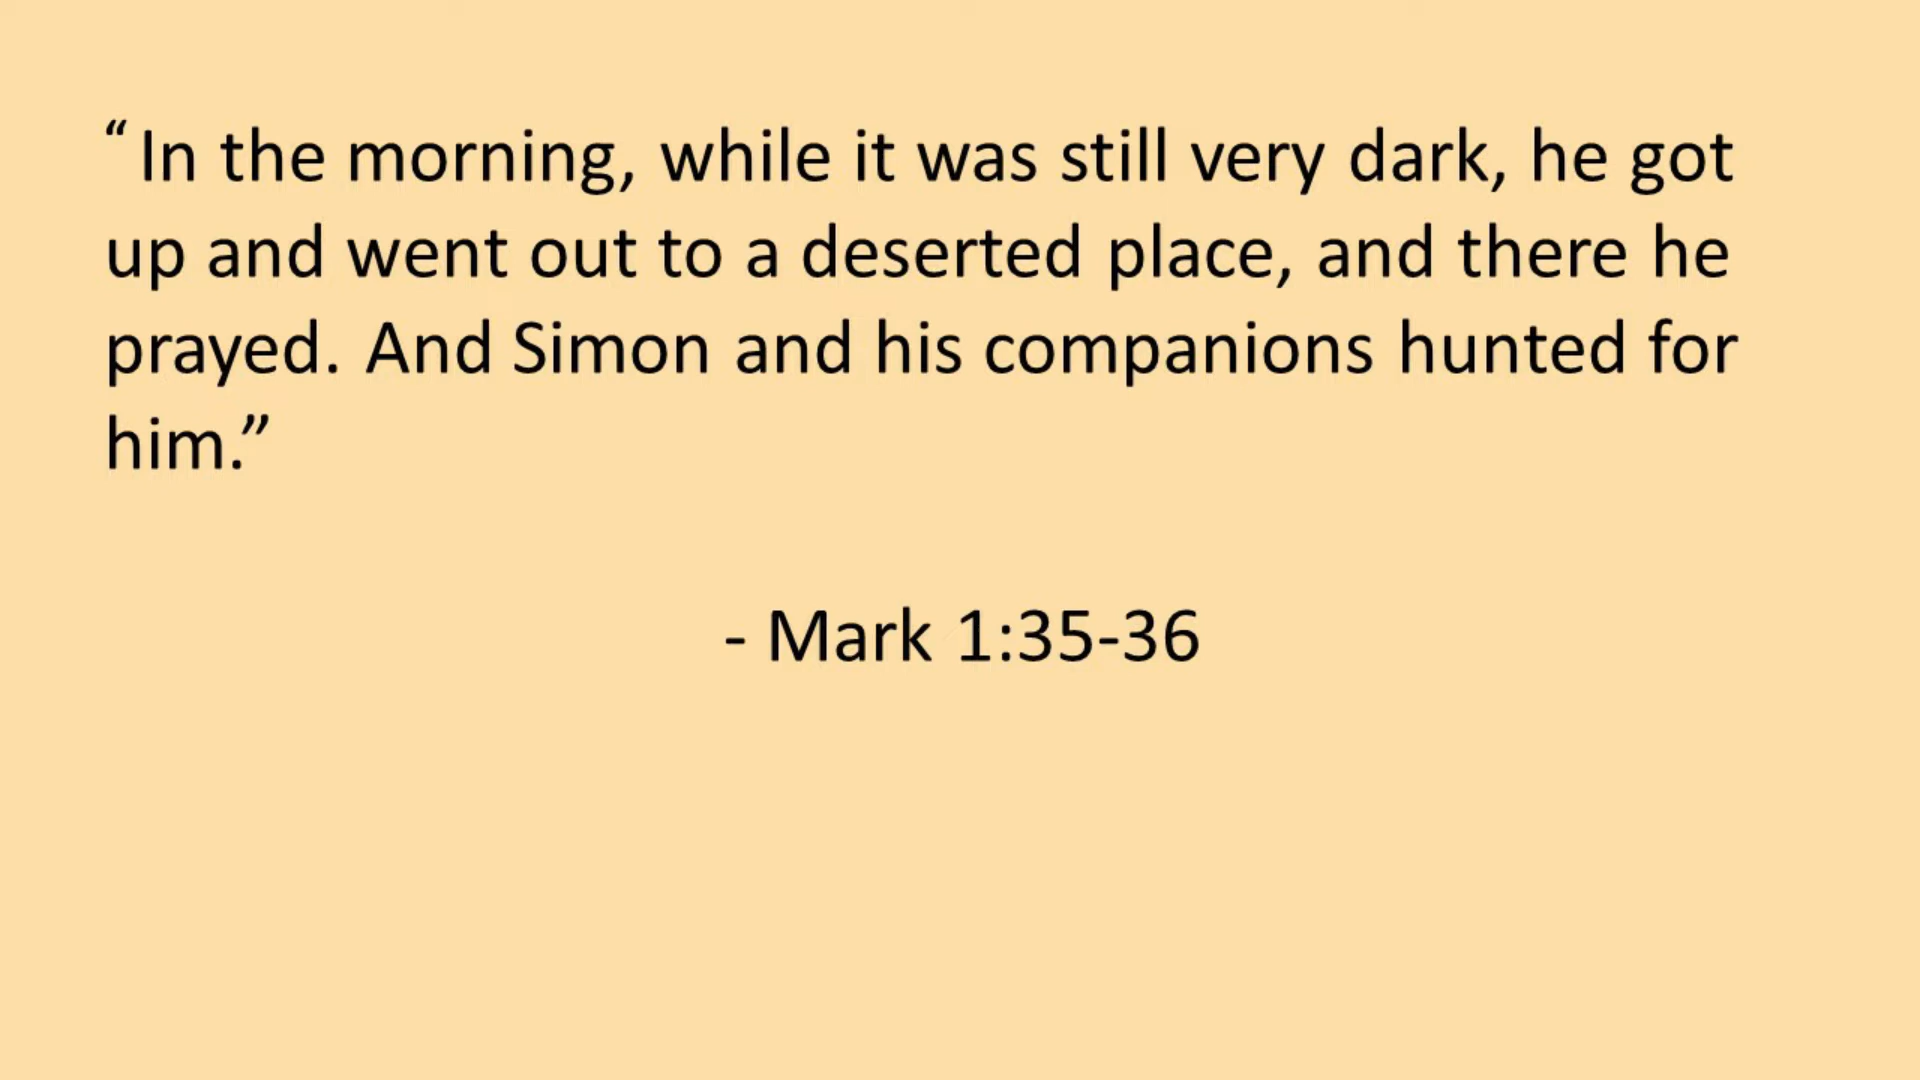 “ In the morning, while it was still very dark, he got
up and went out to a deserted place, and there he
prayed. And Simon and his companions hunted for
him.”
- Mark 1:35-36